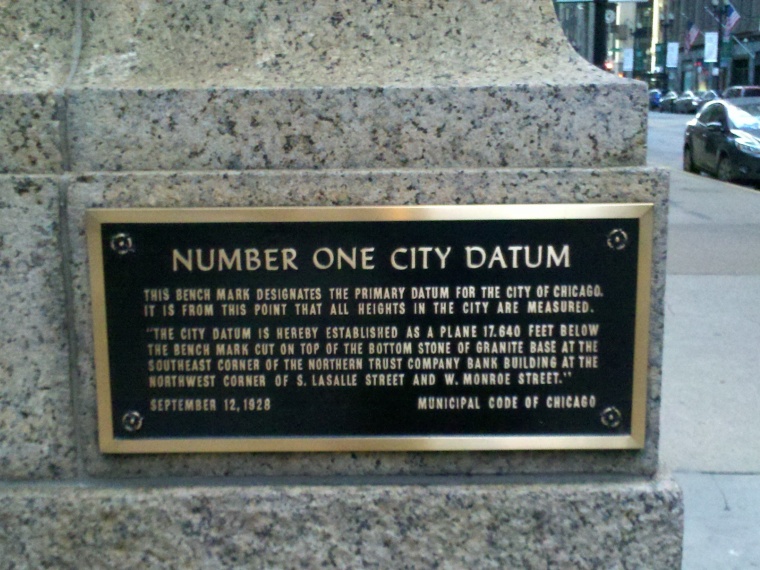 NUMBER ONE CITY DATUM
THIS BENCH MARK DESIGNATES THE PRIMARY DATUM FOR THE CITY OF CHICAGO.
IT IS FROM THIS POINT THAT ALL HEIGHTS IN THE CITY ARE MEASURED.
"THE CITY DATUM IS HEREBY ESTABLISHED AS A PLANE 17.640 FEET BELOW
THE BENCH MARK CUT ON TOP OF THE BOTTOM STONE OF GRANITE BASE AT THE
SOUTHEAST CORNER OF THE NORTHERN TRUST COMPANY BANK BUILDING AT THE
NORTHWEST CORNER OF S. LASALLE STREET AND W. MONROE STREET."
SEPTEMBER 12, 1928 MUNICIPAL CODE OF CHICAGO